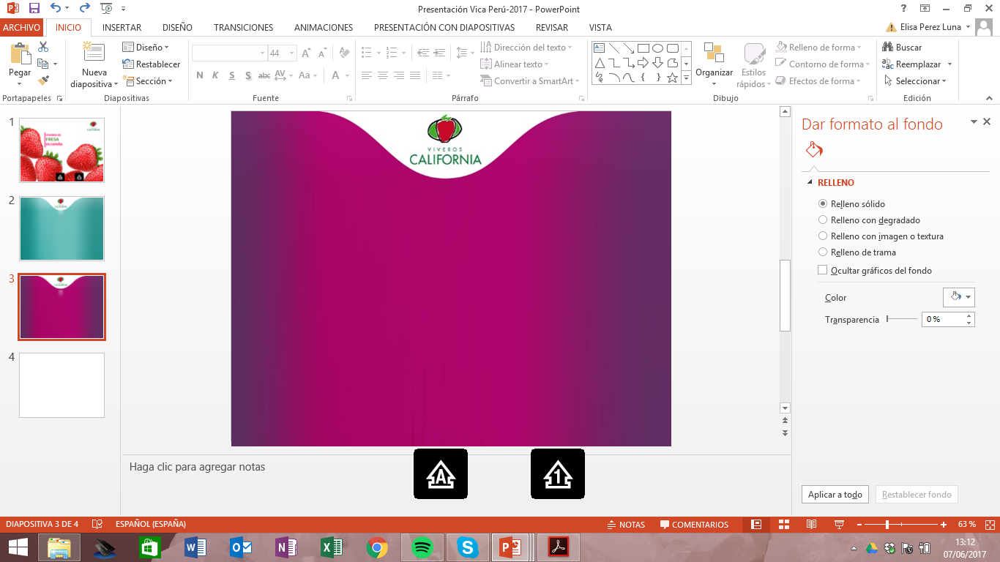 Presentación Vica Perú-2017 - PowerPoint
?
ARCHIVO INICIO INSERTAR DISEÑO TRANSICIONES ANIMACIONES PRESENTACIÓN CON DIAPOSITIVAS REVISAR VISTA
Elisa Perez Luna
Pegar
Portapapeles
Nueva
diapositiva
Diseño
Restablecer
Sección
Diapositivas
44
N K S S abc AV Aa A
Fuente
Dirección del texto
Alinear texto
Convertir a SmartArt
Párrafo
Organizar
Estilos
rápidos
Relleno de forma
Contorno de forma
Efectos de forma
Dibujo
Buscar
Reemplazar
Seleccionar
Edición
1
FRESA
2
3
4
VIVEROS
CALIFORNIA
Haga clic para agregar notas
A
1
Dar formato al fondo
RELLENO
Relleno sólido
Relleno con degradado
Relleno con imagen o textura
Relleno de trama
Ocultar gráficos del fondo
Color
Transparencia
0 %
Aplicar a todo
Restablecer fondo
DIAPOSITIVA 3 DE 4
ESPAÑOL (ESPAÑA)
NOTAS
COMENTARIOS
63 %
13:12
07/06/2017